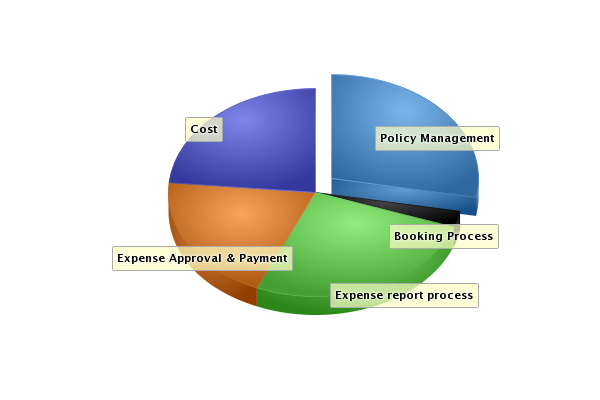 Cost
Policy Management
Booking Process
Expense Approval & Payment
Expense report process